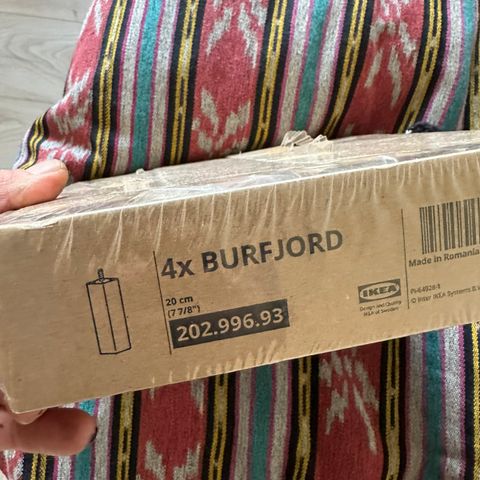 4x BURFJORD
20 cm
(7 7/8")
202.996.93
IKEA
Design and Quality
IKEA of Sweden
Made in Romania
© Inter IKEA Systems B.V.